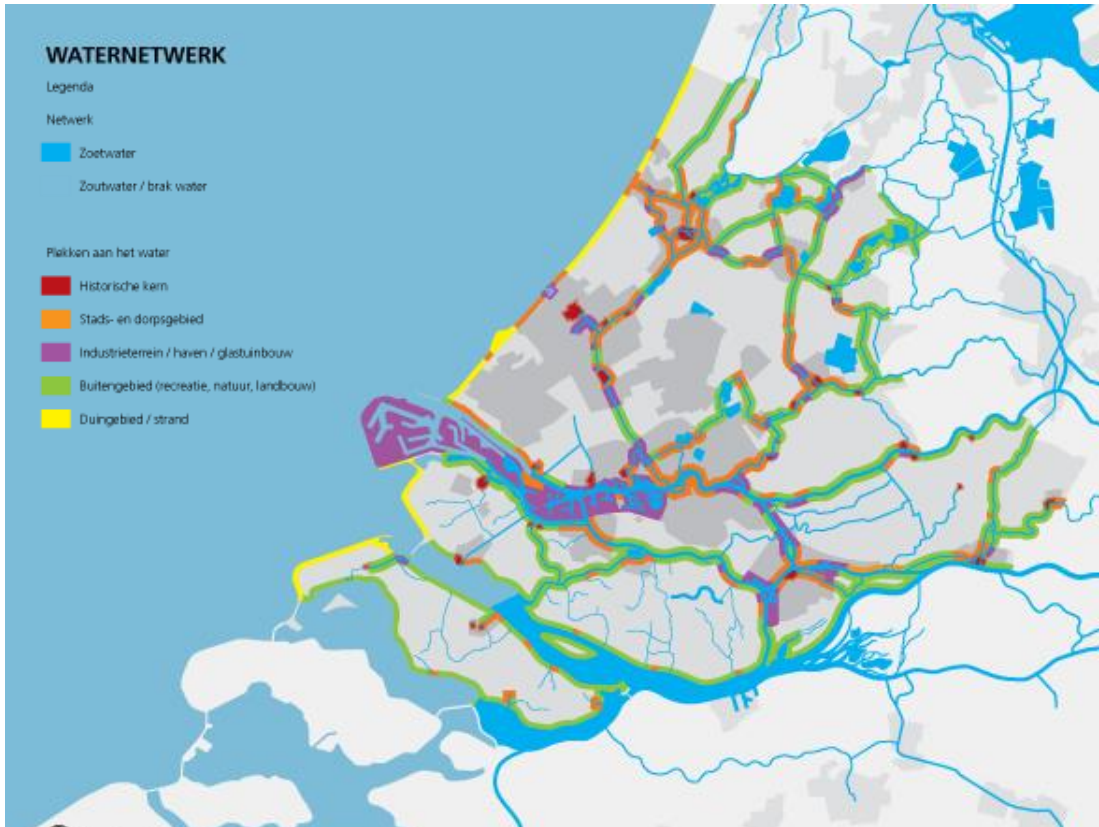 WATERNETWERK
Legenda
Netwerk
Zoetwater
Zoutwater / brak water
Plekken aan het water
Historische kern
Stads- en dorpsgebied
Industrieterrein / haven / glastuinbouw
Buitengebied (recreatie, natuur, landbouw)
Duingebied / strand